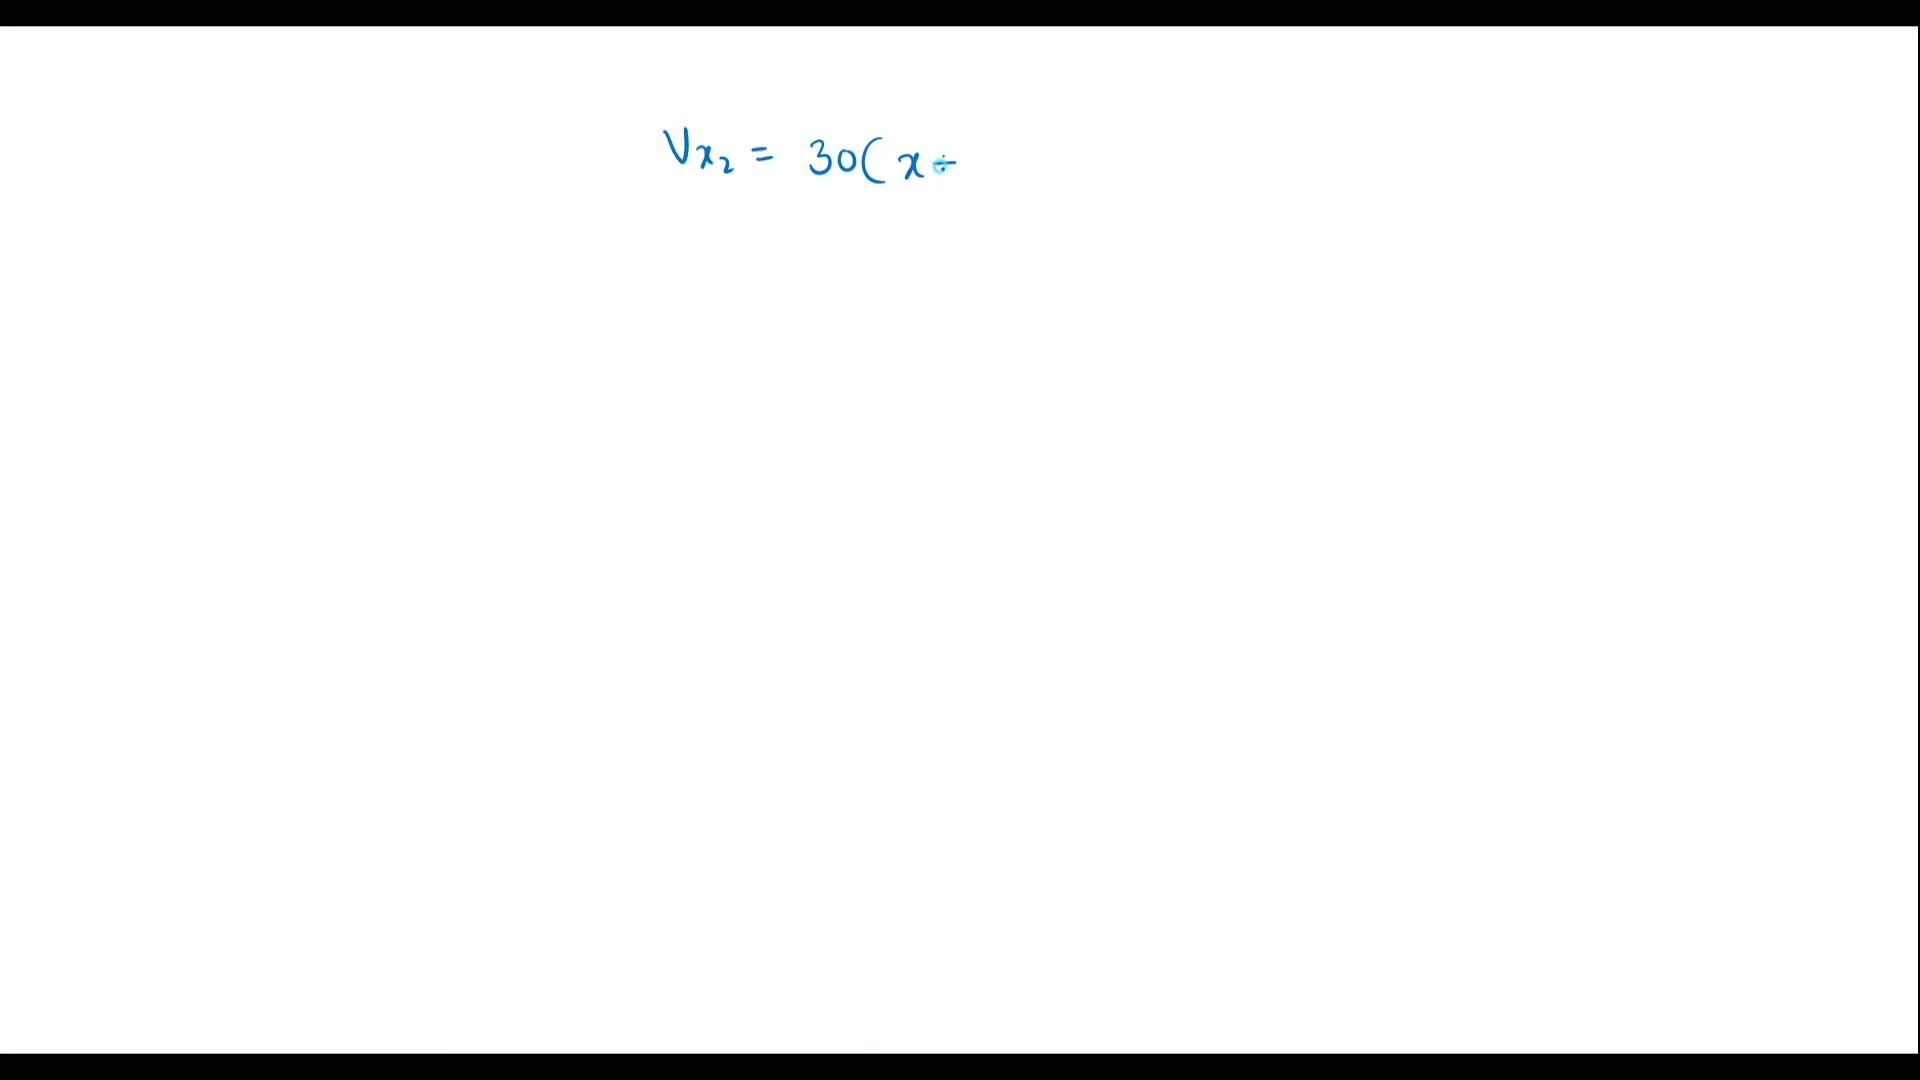 Vx₂ = 30( x -